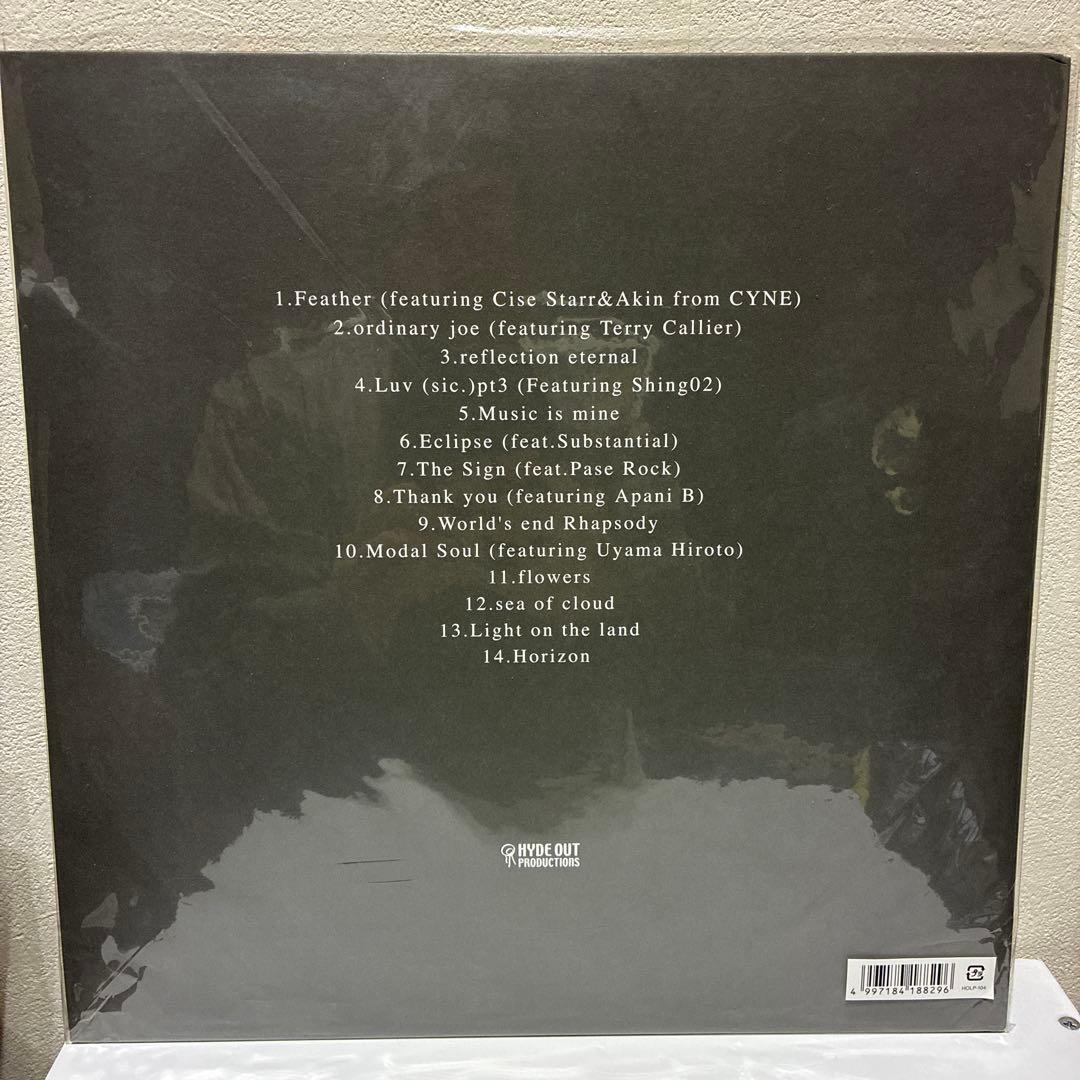 1.Feather (featuring Cise Starr&Akin from CYNE)
2.ordinary joe (featuring Terry Callier)
3.reflection eternal
4.Luv (sic.)pt3 (Featuring Shing02)
5.Music is mine
6.Eclipse (feat.Substantial)
7.The Sign (feat.Pase Rock)
8.Thank you (featuring Apani B)
9.World's end Rhapsody
10.Modal Soul (featuring Uyama Hiroto)
11.flowers
12.sea of cloud
13.Light on the land
14.Horizon
HYDE OUT
PRODUCTIONS
4 997184 188296
HOLP-104